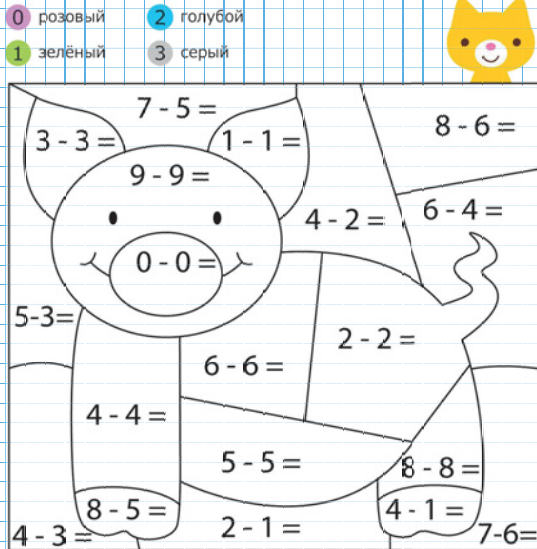 0 розовый 2 голубой
1 зелёный 3 серый
7 - 5 =
8 - 6 =
3 - 3 =
1 - 1 =
9 - 9 =
6 - 4 =
4 - 2 =
0 - 0 =
5-3=
2 - 2 =
6 - 6 =
4 - 4 =
5 - 5 =
8 - 8 =
8 - 5 =
4 - 1 =
2 - 1 =
4 - 3 =
7-6=